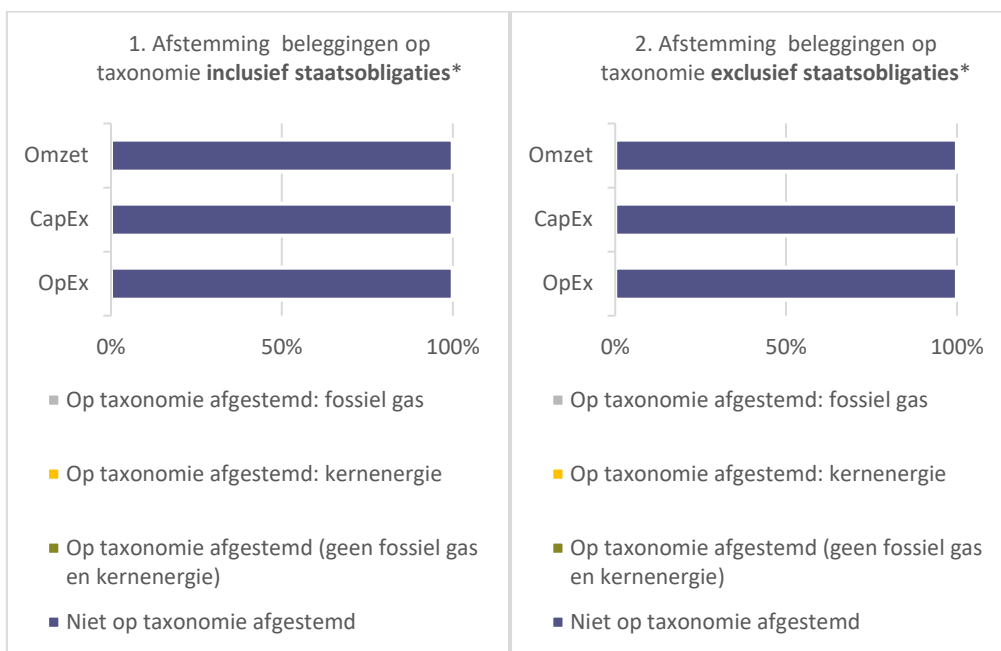 1. Afstemming beleggingen op
taxonomie inclusief staatsobligaties*
Omzet
CapEx
OpEx
0% 50% 100%
■ Op taxonomie afgestemd: fossiel gas
■ Op taxonomie afgestemd: kernenergie
■ Op taxonomie afgestemd (geen fossiel gas
en kernenergie)
■ Niet op taxonomie afgestemd
2. Afstemming beleggingen op
taxonomie exclusief staatsobligaties*
Omzet
CapEx
OpEx
0% 50% 100%
■ Op taxonomie afgestemd: fossiel gas
■ Op taxonomie afgestemd: kernenergie
■ Op taxonomie afgestemd (geen fossiel gas
en kernenergie)
■ Niet op taxonomie afgestemd